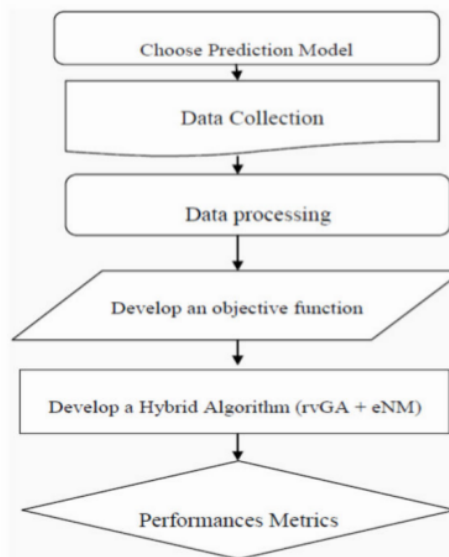 Choose Prediction Model
Data Collection
Data processing
Develop an objective function
Develop a Hybrid Algorithm (rvGA + eNM)
Performances Metrics